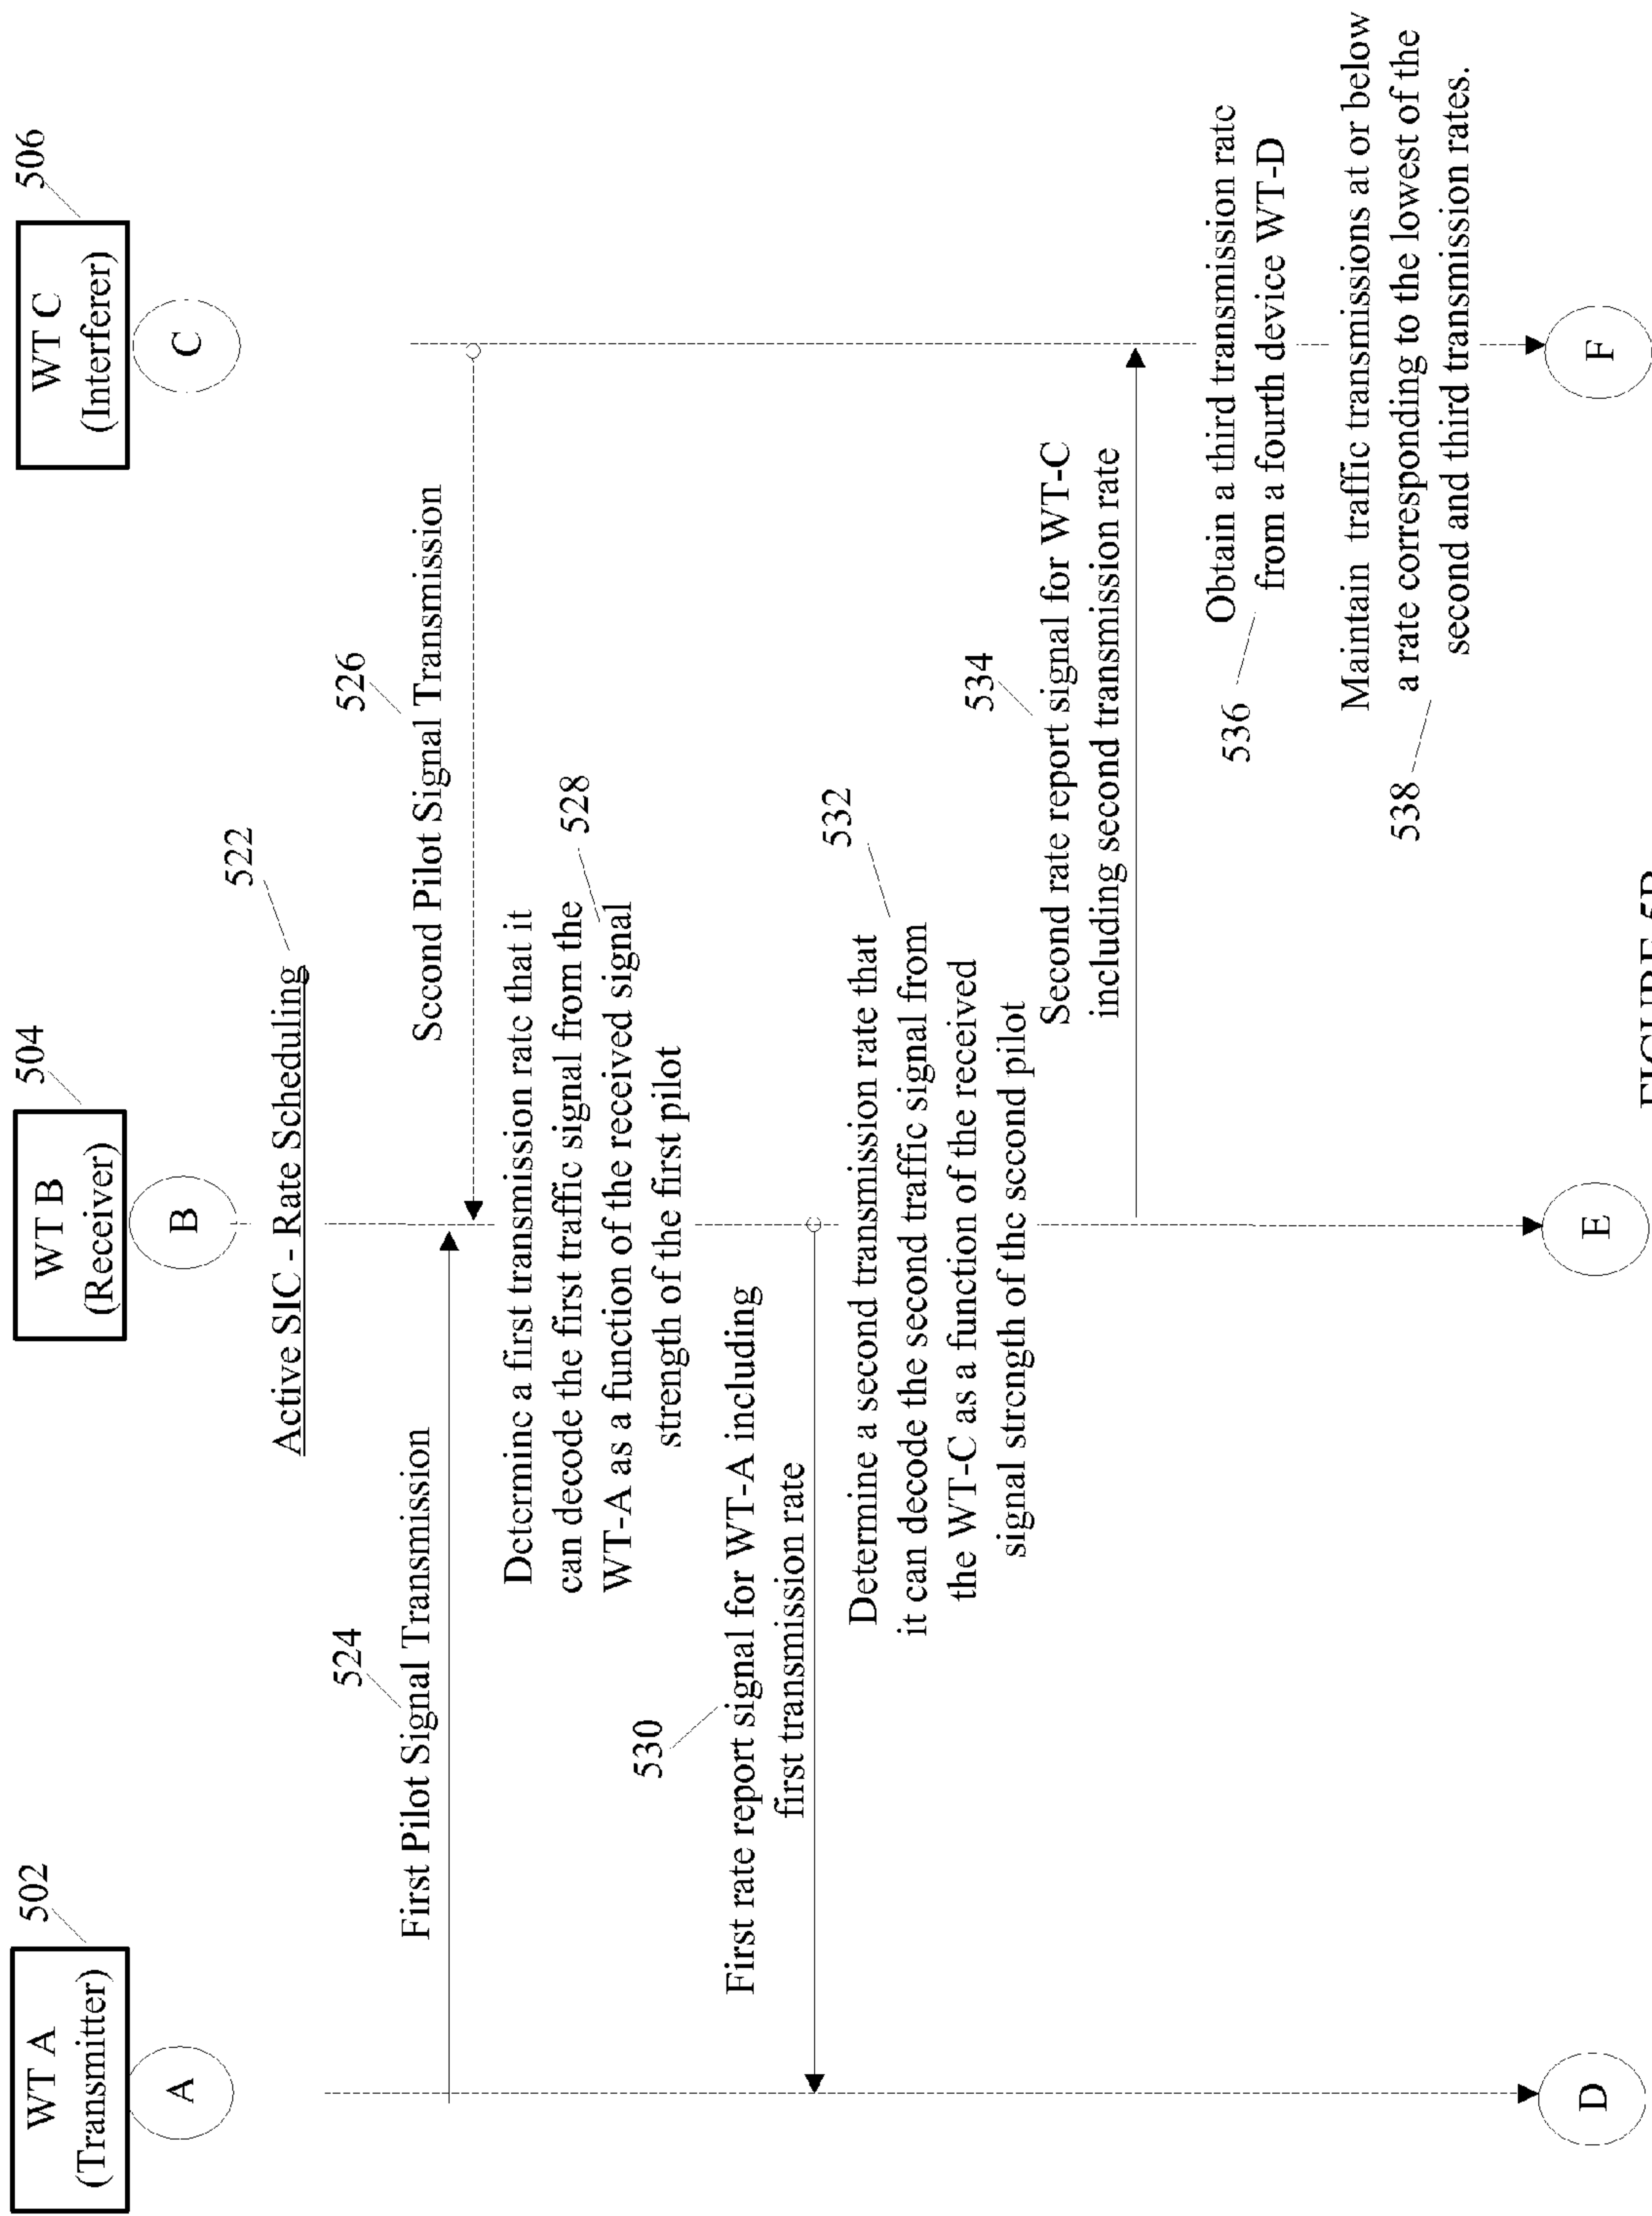 WT A
(Transmitter)
502
A
WT B
(Receiver)
504
B
WT C
(Interferer)
506
C
Active SIC - Rate Scheduling
522
524
First Pilot Signal Transmission
526
Second Pilot Signal Transmission
Determine a first transmission rate that it
can decode the first traffic signal from the
WT-A as a function of the received signal
strength of the first pilot
528
530
First rate report signal for WT-A including
first transmission rate
532
Determine a second transmission rate that
it can decode the second traffic signal from
the WT-C as a function of the received
signal strength of the second pilot
534
Second rate report signal for WT-C
including second transmission rate
536
Obtain a third transmission rate
from a fourth device WT-D
538
Maintain traffic transmissions at or below
a rate corresponding to the lowest of the
second and third transmission rates.
D
E
F
FIGURE 5B